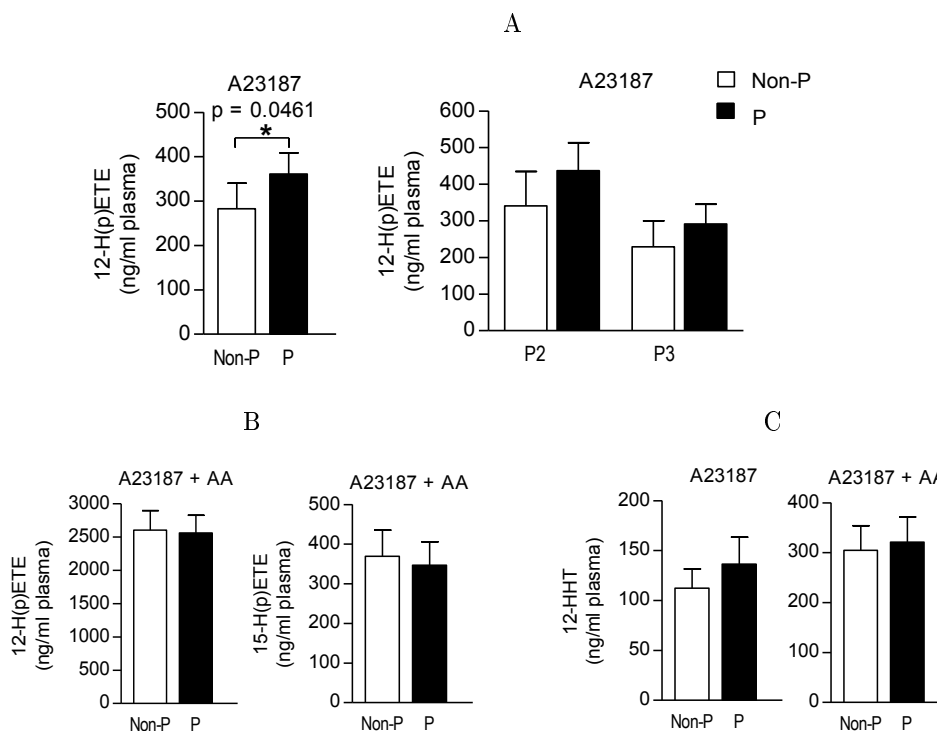 A
A23187
p = 0.0461
*
500
400
300
200
100
0
12-H(p)ETE
(ng/ml plasma)
Non-P P
A23187
Non-P
P
600
500
400
300
200
100
0
12-H(p)ETE
(ng/ml plasma)
P2 P3
B
A23187 + AA
3000
2500
2000
1500
1000
500
0
12-H(p)ETE
(ng/ml plasma)
Non-P P
A23187 + AA
500
400
300
200
100
0
15-H(p)ETE
(ng/ml plasma)
Non-P P
C
A23187
200
150
100
50
0
12-HHT
(ng/ml plasma)
Non-P P
A23187 + AA
400
300
200
100
0
Non-P P